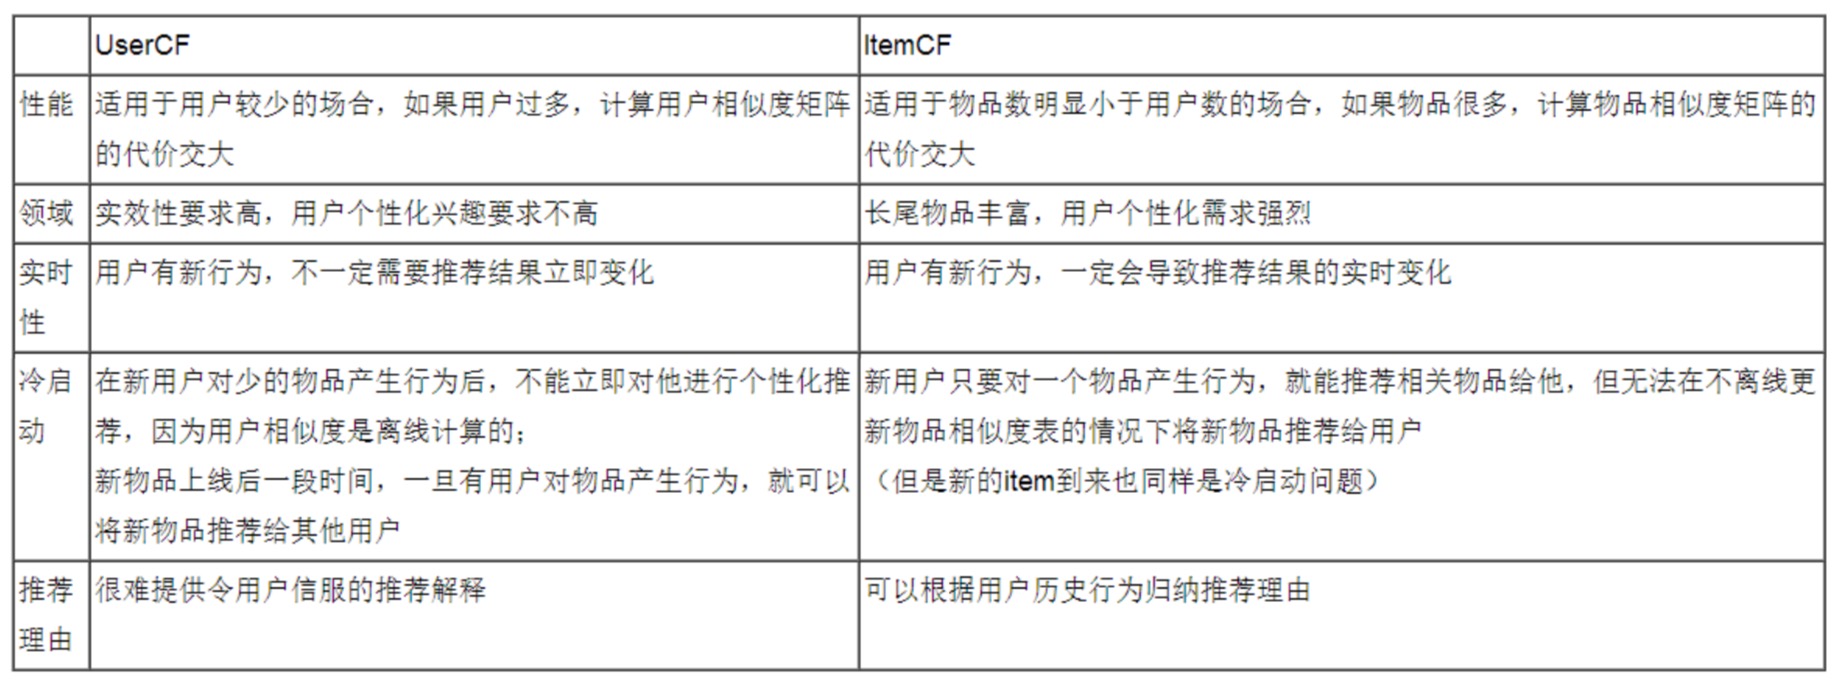 UserCF
ItemCF
性能
适用于用户较少的场合，如果用户过多，计算用户相似度矩阵
的代价交大
适用于物品数明显小于用户数的场合，如果物品很多，计算物品相似度矩阵的
代价交大
领域
实效性要求高，用户个性化兴趣要求不高
长尾物品丰富，用户个性化需求强烈
实时
性
用户有新行为，不一定需要推荐结果立即变化
用户有新行为，一定会导致推荐结果的实时变化
冷启
动
在新用户对少的物品产生行为后，不能立即对他进行个性化推
荐，因为用户相似度是离线计算的；
新物品上线后一段时间，一旦有用户对物品产生行为，就可以
将新物品推荐给其他用户
新用户只要对一个物品产生行为，就能推荐相关物品给他，但无法在不离线更
新物品相似度表的情况下将新物品推荐给用户
（但是新的item到来也同样是冷启动问题）
推荐
理由
很难提供令用户信服的推荐解释
可以根据用户历史行为归纳推荐理由